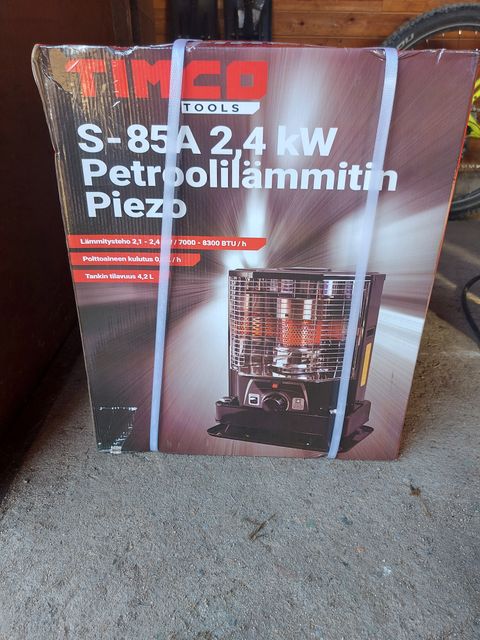 TIMCO
TOOLS
S-85A 2,4 kW
Petroolilämmitin
Piezo
Lämmitysteho 2,1 - 2,4 / 7000 - 8300 BTU / h
Polttoaineen kulutus / h
Tankin tilavuus 4,2 L